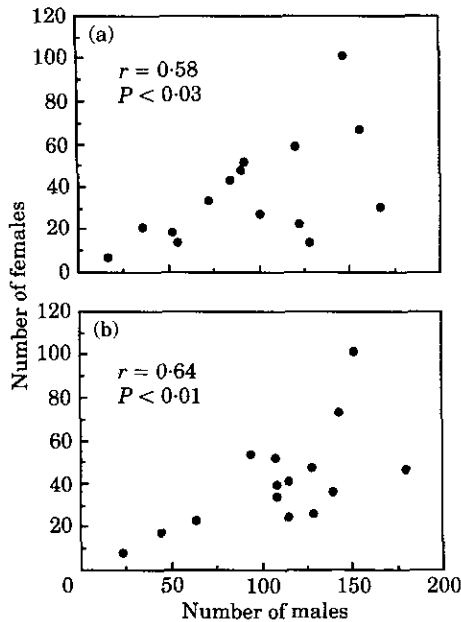 (a)
r = 0·58
P < 0·03
120
100
80
60
40
20
0
Number of females
(b)
r = 0·64
P < 0·01
120
100
80
60
40
20
0 50 100 150 200
Number of males